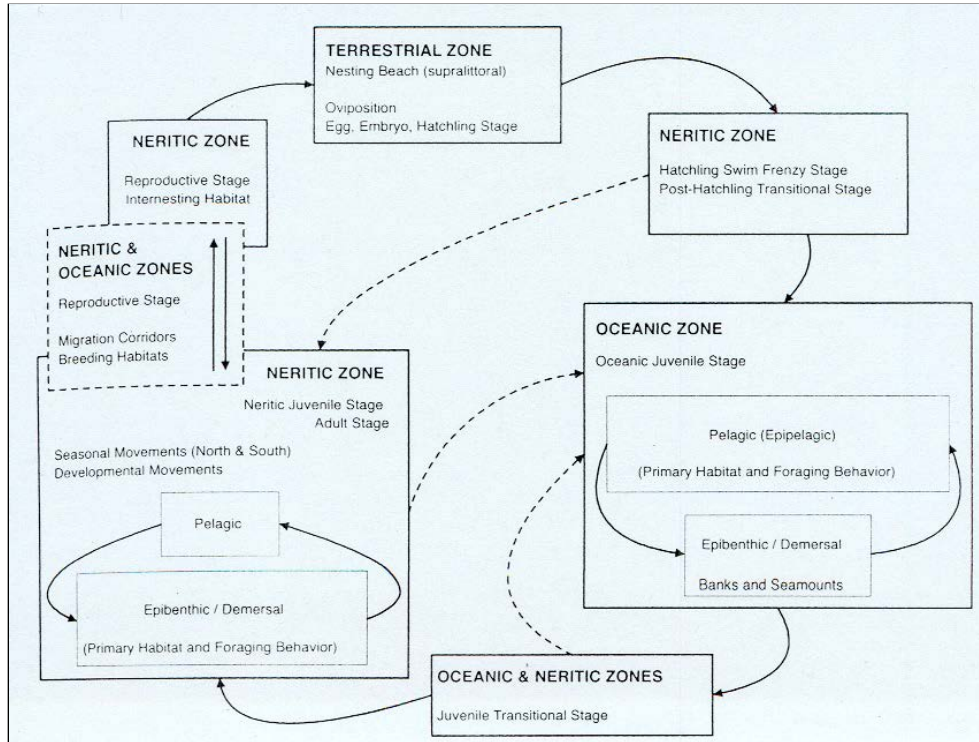 TERRESTRIAL ZONE
Nesting Beach (supralittoral)
Oviposition
Egg, Embryo, Hatchling Stage
NERITIC ZONE
Hatchling Swim Frenzy Stage
Post-Hatchling Transitional Stage
OCEANIC ZONE
Oceanic Juvenile Stage
Pelagic (Epipelagic)
(Primary Habitat and Foraging Behavior)
Epibenthic / Demersal
Banks and Seamounts
OCEANIC & NERITIC ZONES
Juvenile Transitional Stage
NERITIC ZONE
Neritic Juvenile Stage
Adult Stage
Seasonal Movements (North & South)
Developmental Movements
Pelagic
Epibenthic / Demersal
(Primary Habitat and Foraging Behavior)
NERITIC &
OCEANIC ZONES
Reproductive Stage
Migration Corridors
Breeding Habitats
NERITIC ZONE
Reproductive Stage
Internesting Habitat